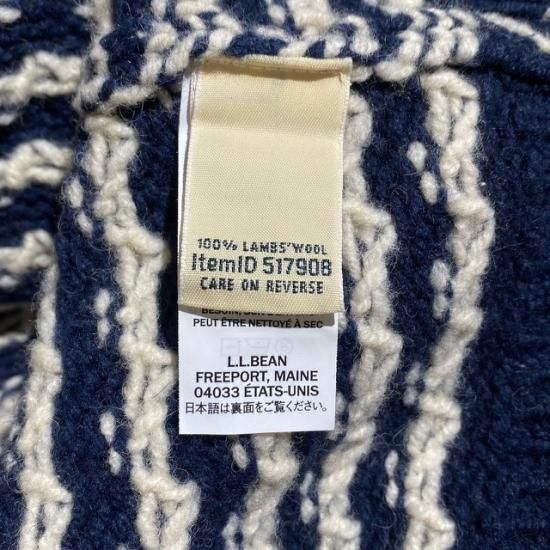 100% LAMBS' WOOL
ItemID 517908
CARE ON REVERSE
PEUT ÊTRE NETTOYÉ À SEC
L.L.BEAN
FREEPORT, MAINE
04033 ÉTATS-UNIS
日本語は裏面をご覧ください。